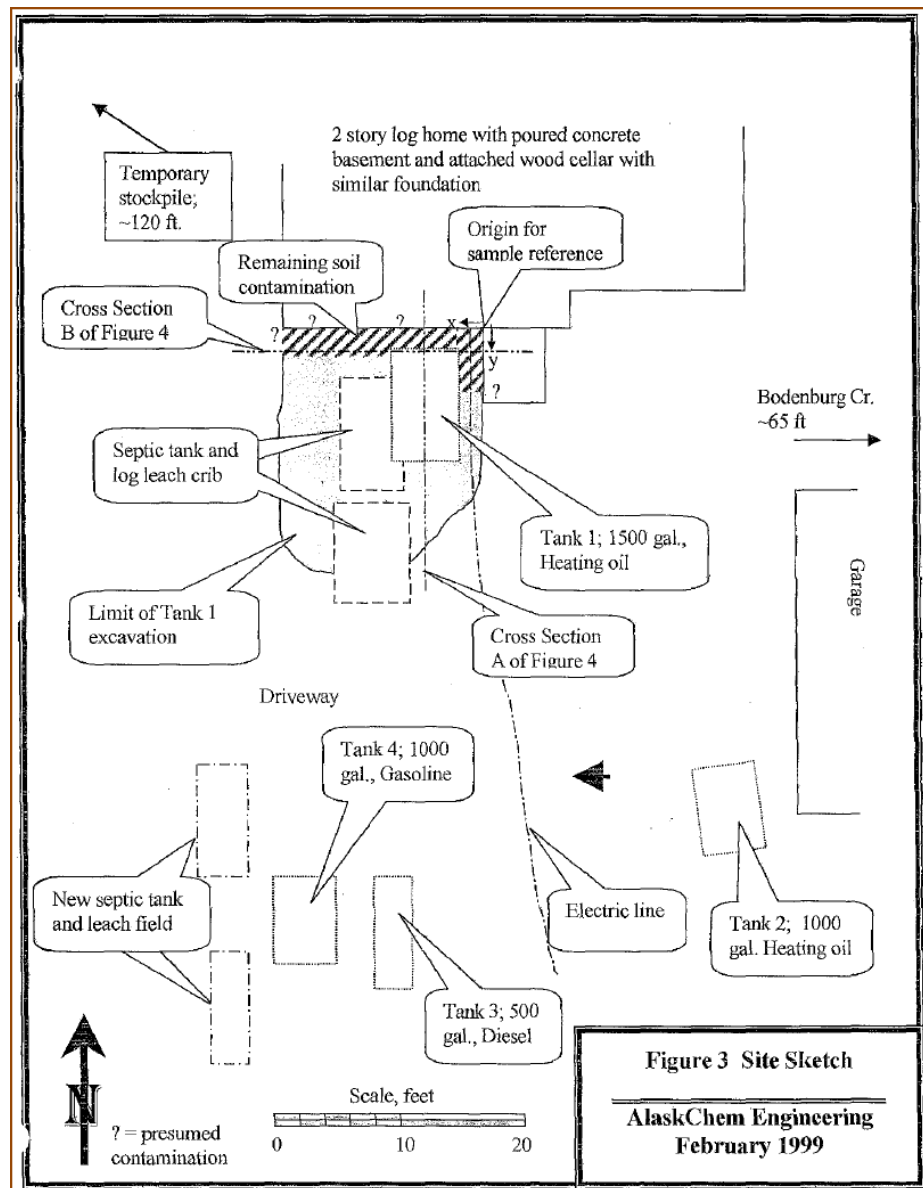 2 story log home with poured concrete
basement and attached wood cellar with
similar foundation
Temporary
stockpile;
~120 ft.
Origin for
sample reference
Remaining soil
contamination
Cross Section
B of Figure 4
?
?
?
x
y
?
Bodenburg Cr.
~65 ft
Septic tank and
log leach crib
Tank 1; 1500 gal.,
Heating oil
Garage
Limit of Tank 1
excavation
Cross Section
A of Figure 4
Driveway
Tank 4; 1000
gal., Gasoline
New septic tank
and leach field
Electric line
Tank 2; 1000
gal. Heating oil
Tank 3; 500
gal., Diesel
N
? = presumed
contamination
Scale, feet
0 10 20
Figure 3 Site Sketch
AlaskChem Engineering
February 1999